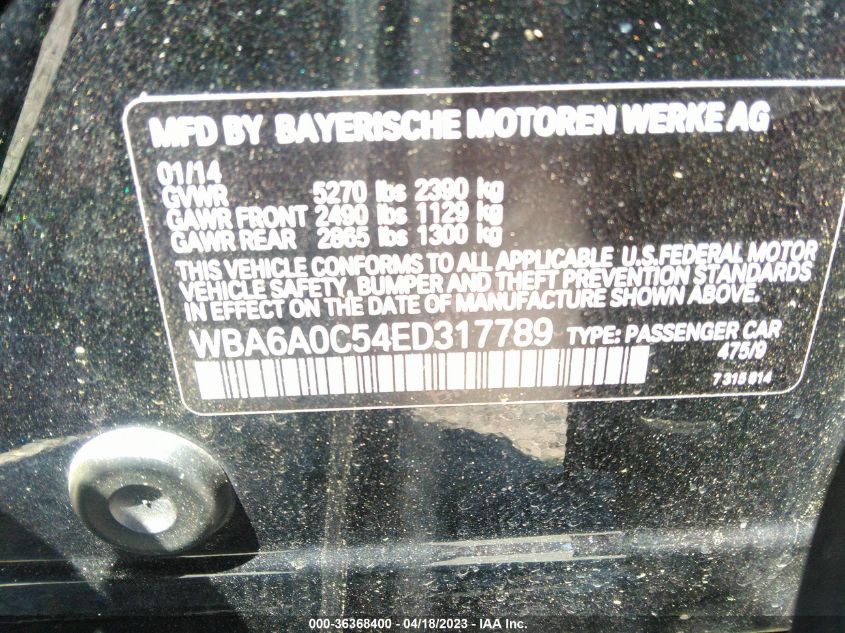 MFD BY BAYERISCHE MOTOREN WERKE AG
01/14
GVWR 5270 lbs 2390 kg
GAWR FRONT 2490 lbs 1129 kg
GAWR REAR 2865 lbs 1300 kg
THIS VEHICLE CONFORMS TO ALL APPLICABLE U.S.FEDERAL MOTOR
VEHICLE SAFETY, BUMPER AND THEFT PREVENTION STANDARDS
IN EFFECT ON THE DATE OF MANUFACTURE SHOWN ABOVE.
WBA6A0C54ED317789 TYPE: PASSENGER CAR
475/9
7 315 814
000-36368400 - 04/18/2023 - IAA Inc.